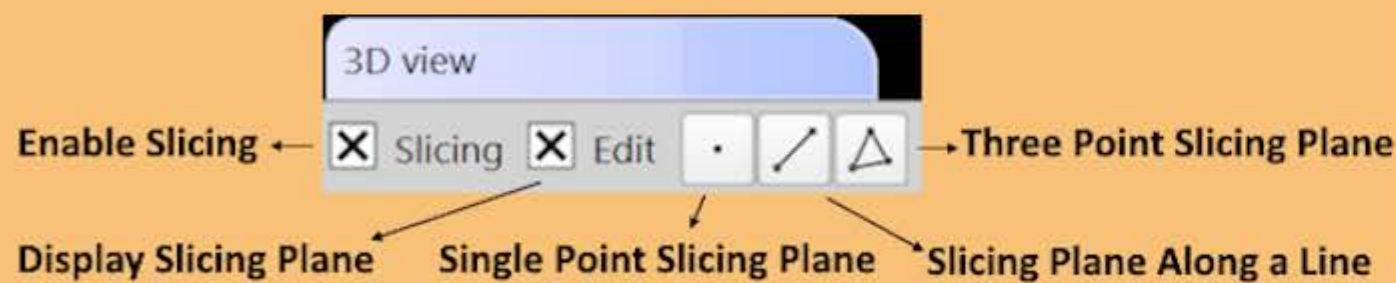 3D view
Enable Slicing
Slicing
Edit
Three Point Slicing Plane
Display Slicing Plane
Single Point Slicing Plane
Slicing Plane Along a Line